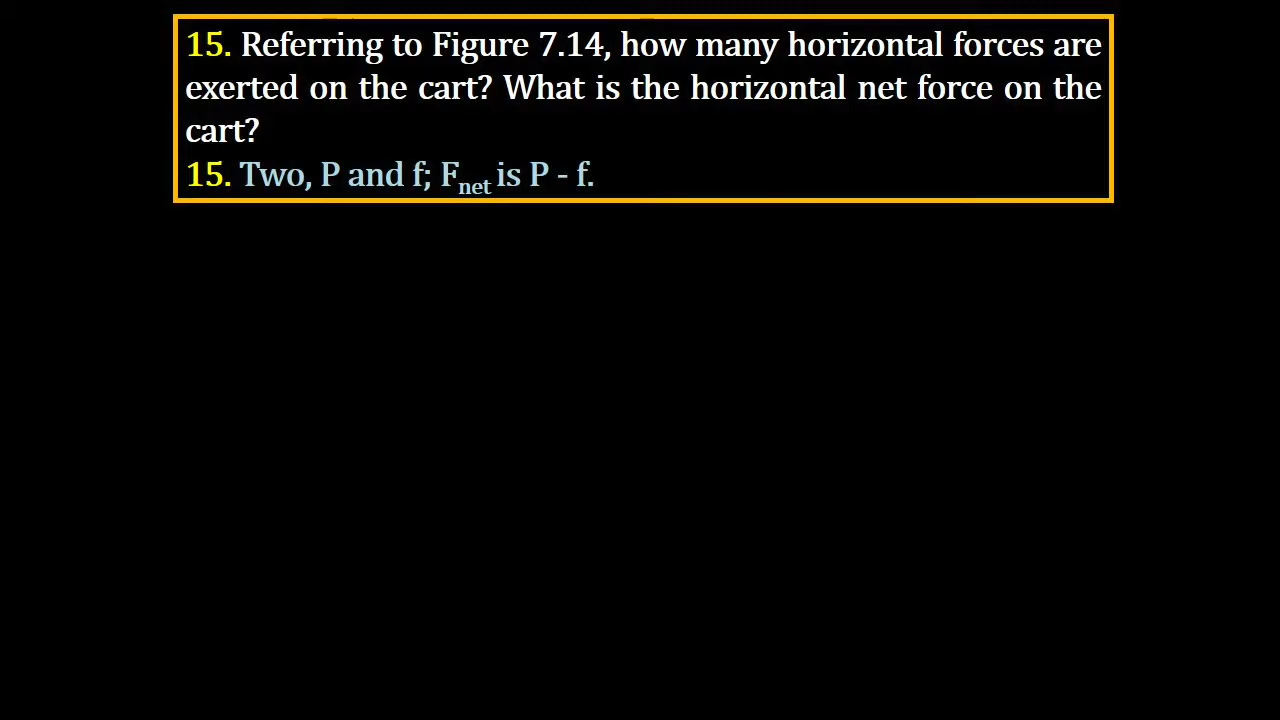 15. Referring to Figure 7.14, how many horizontal forces are
exerted on the cart? What is the horizontal net force on the
cart?
15. Two, P and f; Fnet is P - f.